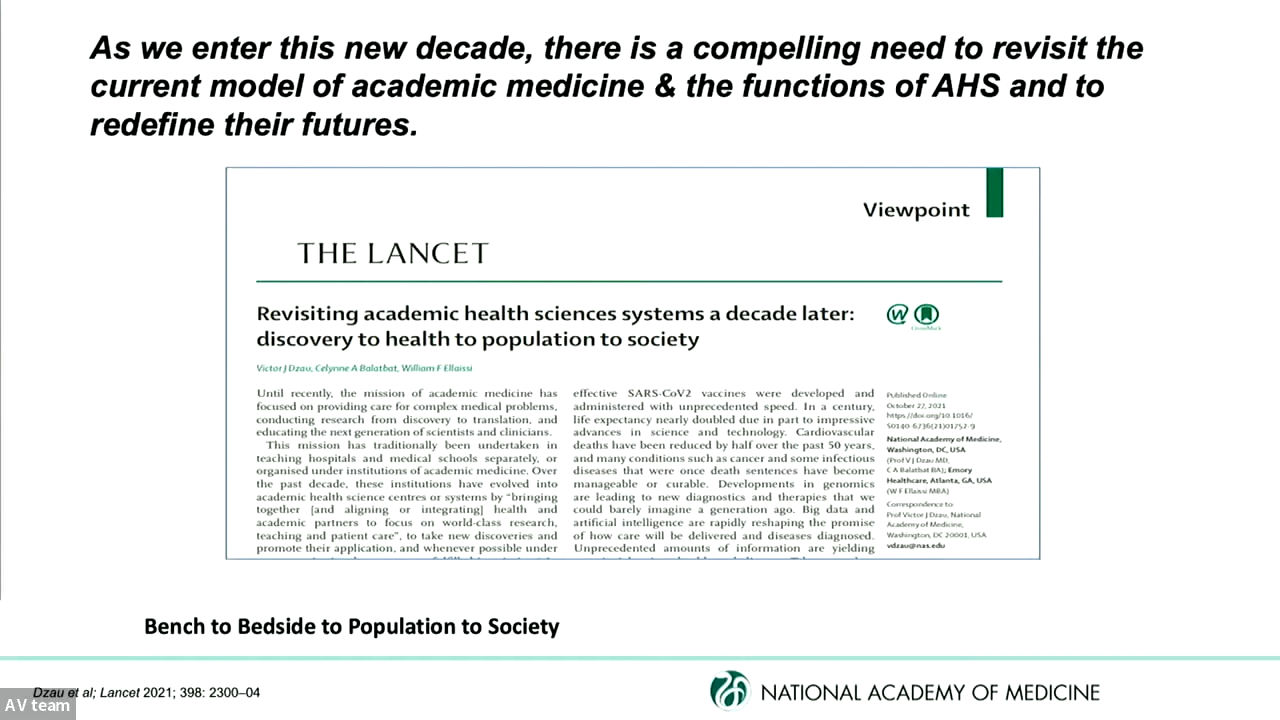 As we enter this new decade, there is a compelling need to revisit the
current model of academic medicine & the functions of AHS and to
redefine their futures.
Viewpoint
THE LANCET
Revisiting academic health sciences systems a decade later:
discovery to health to population to society
CrossMark
Victor J Dzau, Celynne A Balatbat, William F Ellaissi
Until recently, the mission of academic medicine has
focused on providing care for complex medical problems,
conducting research from discovery to translation, and
educating the next generation of scientists and clinicians.
This mission has traditionally been undertaken in
teaching hospitals and medical schools separately, or
organised under institutions of academic medicine. Over
the past decade, these institutions have evolved into
academic health science centres or systems by “bringing
together [and aligning or integrating] health and
academic partners to focus on world-class research,
teaching and patient care”, to take new discoveries and
promote their application, and whenever possible under
effective SARS-CoV2 vaccines were developed and
administered with unprecedented speed. In a century,
life expectancy nearly doubled due in part to impressive
advances in science and technology. Cardiovascular
deaths have been reduced by half over the past 50 years,
and many conditions such as cancer and some infectious
diseases that were once death sentences have become
manageable or curable. Developments in genomics
are leading to new diagnostics and therapies that we
could barely imagine a generation ago. Big data and
artificial intelligence are rapidly reshaping the promise
of how care will be delivered and diseases diagnosed.
Unprecedented amounts of information are yielding
Published Online
October 27, 2021
https://doi.org/10.1016/
S0140-6736(21)01752-9
National Academy of Medicine,
Washington, DC, USA
(Prof V J Dzau MD,
C A Balatbat BA); Emory
Healthcare, Atlanta, GA, USA
(W F Ellaissi MBA)
Correspondence to:
Prof Victor J Dzau, National
Academy of Medicine,
Washington, DC 20001, USA
vdzau@nas.edu
Bench to Bedside to Population to Society
Dzau et al; Lancet 2021; 398: 2300–04
AV team
NATIONAL ACADEMY OF MEDICINE